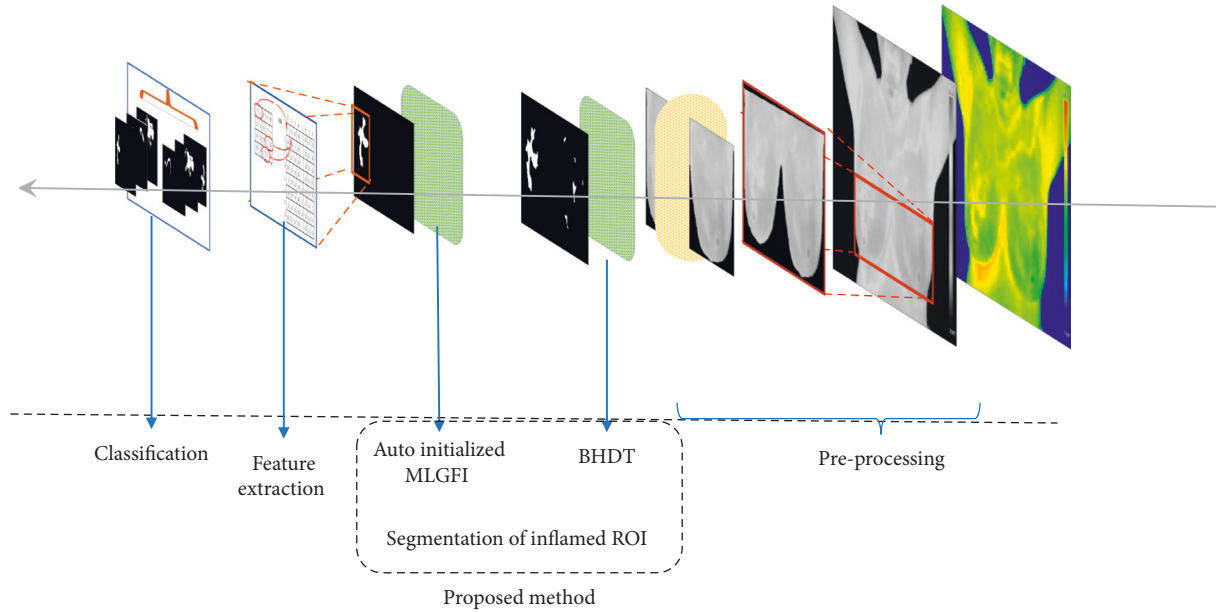 Classification
Feature
extraction
Auto initialized
MLGFI
BHDT
Segmentation of inflamed ROI
Proposed method
Pre-processing